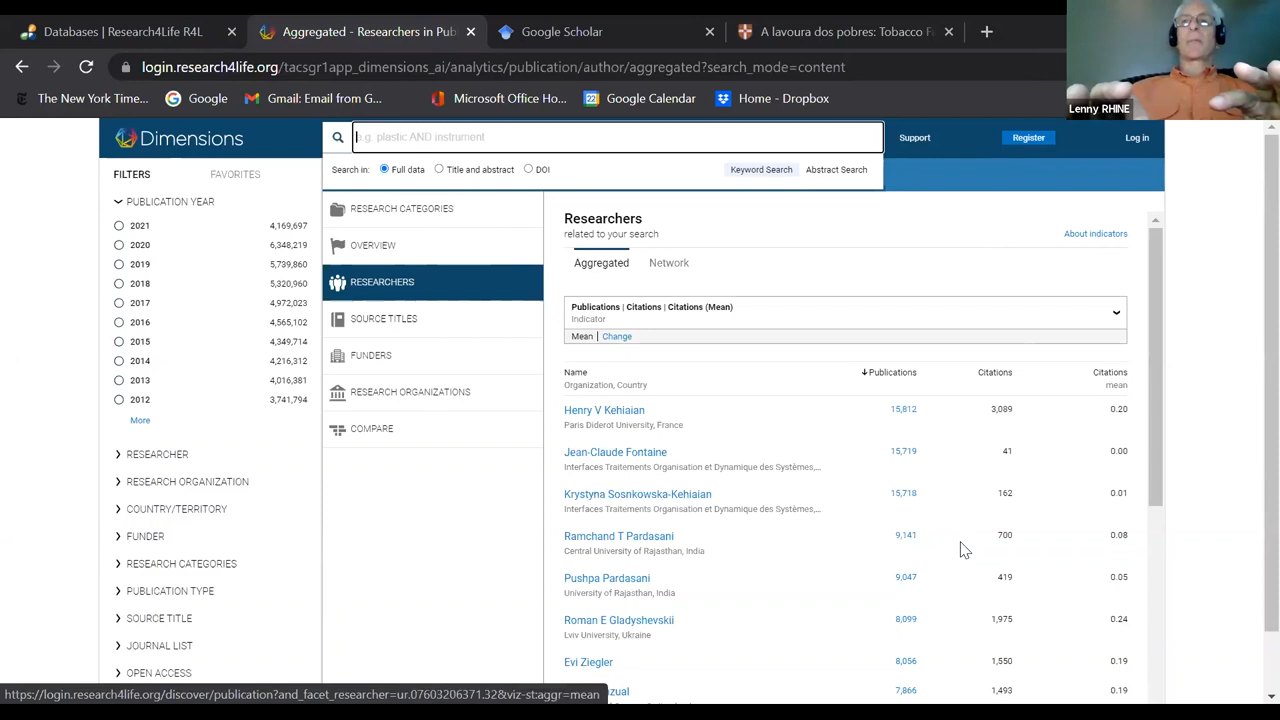 Databases | Research4Life R4L
Aggregated - Researchers in Pub
Google Scholar
A lavoura dos pobres: Tobacco F
login.research4life.org/tacsgr1app_dimensions_ai/analytics/publication/author/aggregated?search_mode=content
The New York Time...
Google
Gmail: Email from G...
Microsoft Office Ho...
Google Calendar
Home - Dropbox
Lenny RHINE
Dimensions
e.g. plastic AND instrument
Support
Register
Log in
Search in: Full data Title and abstract DOI
Keyword Search Abstract Search
FILTERS FAVORITES
PUBLICATION YEAR
2021 4,169,697
2020 6,348,219
2019 5,739,860
2018 5,320,960
2017 4,972,023
2016 4,565,102
2015 4,349,714
2014 4,216,312
2013 4,016,381
2012 3,741,794
More
RESEARCHER
RESEARCH ORGANIZATION
COUNTRY/TERRITORY
FUNDER
RESEARCH CATEGORIES
PUBLICATION TYPE
SOURCE TITLE
JOURNAL LIST
OPEN ACCESS
RESEARCH CATEGORIES
OVERVIEW
RESEARCHERS
SOURCE TITLES
FUNDERS
RESEARCH ORGANIZATIONS
COMPARE
Researchers
related to your search
About indicators
Aggregated Network
Publications | Citations | Citations (Mean)
Indicator
Mean | Change
Name Publications Citations Citations
Organization, Country mean
Henry V Kehiaian 15,812 3,089 0.20
Paris Diderot University, France
Jean-Claude Fontaine 15,719 41 0.00
Interfaces Traitements Organisation et Dynamique des Systèmes,...
Krystyna Sosnkowska-Kehiaian 15,718 162 0.01
Interfaces Traitements Organisation et Dynamique des Systèmes,...
Ramchand T Pardasani 9,141 700 0.08
Central University of Rajasthan, India
Pushpa Pardasani 9,047 419 0.05
University of Rajasthan, India
Roman E Gladyshevskii 8,099 1,975 0.24
Lviv University, Ukraine
Evi Ziegler 8,056 1,550 0.19
7,866 1,493 0.19
https://login.research4life.org/discover/publication?and_facet_researcher=ur.07603206371.32&viz-st:aggr=mean